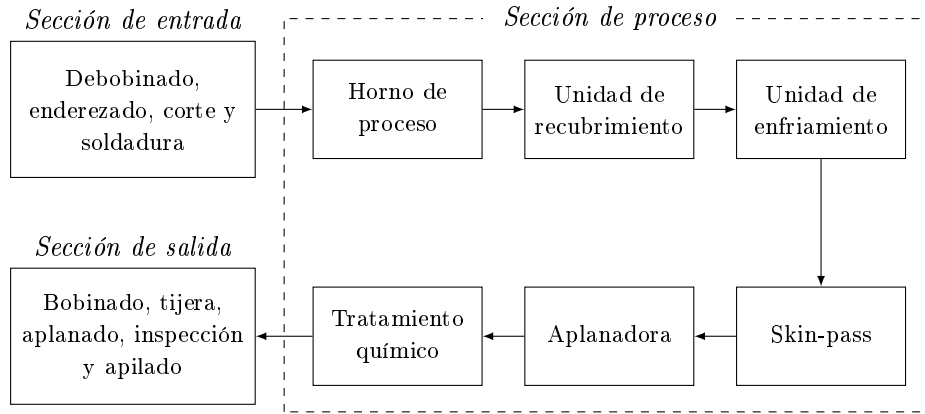 Sección de entrada
Debobinado,
enderezado, corte y
soldadura
Sección de proceso
Horno de
proceso
Unidad de
recubrimiento
Unidad de
enfriamiento
Skin-pass
Aplanadora
Tratamiento
químico
Sección de salida
Bobinado, tijera,
aplanado, inspección
y apilado